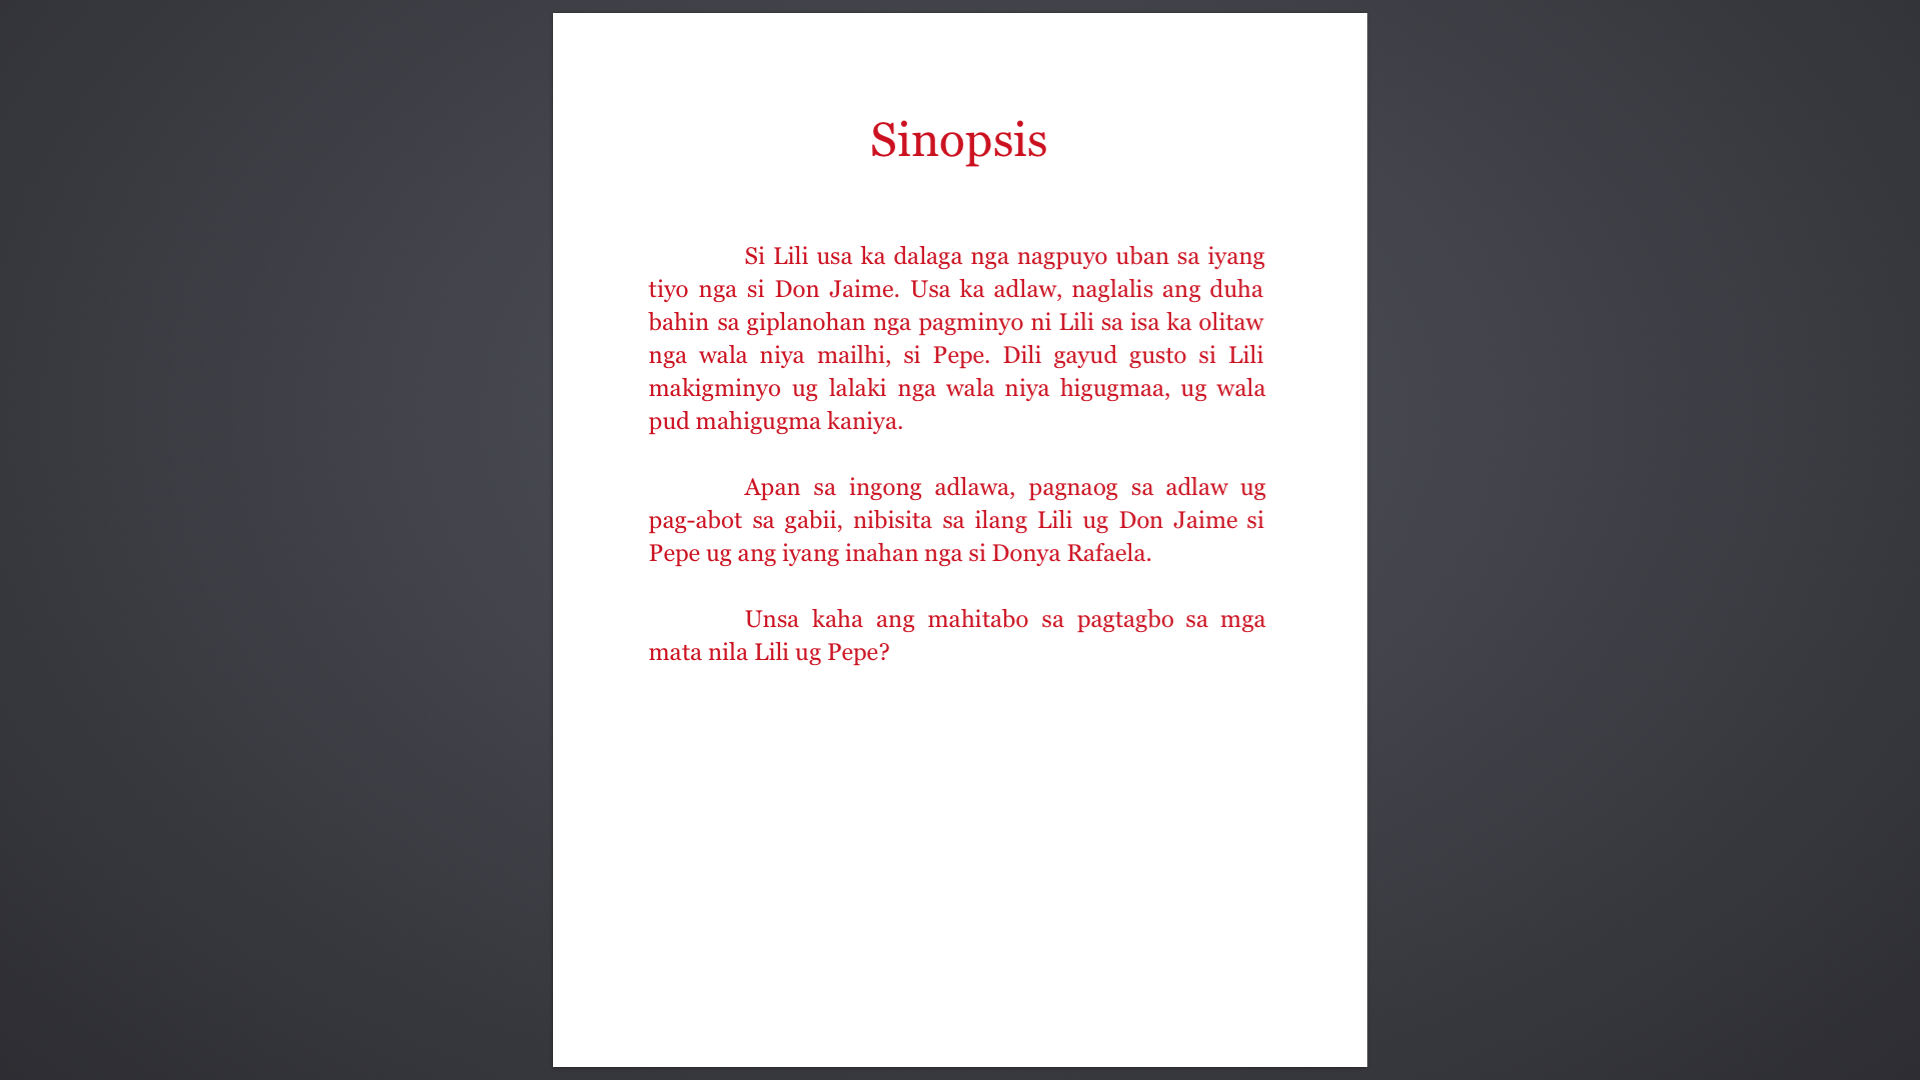 Sinopsis
Si Lili usa ka dalaga nga nagpuyo uban sa iyang
tiyo nga si Don Jaime. Usa ka adlaw, naglalis ang duha
bahin sa giplanohan nga pagminyo ni Lili sa isa ka olitaw
nga wala niya mailhi, si Pepe. Dili gayud gusto si Lili
makigminyo ug lalaki nga wala niya higugmaa, ug wala
pud mahigugma kaniya.
Apan sa ingong adlawa, pagnaog sa adlaw ug
pag-abot sa gabii, nibisita sa ilang Lili ug Don Jaime si
Pepe ug ang iyang inahan nga si Donya Rafaela.
Unsa kaha ang mahitabo sa pagtagbo sa mga
mata nila Lili ug Pepe?